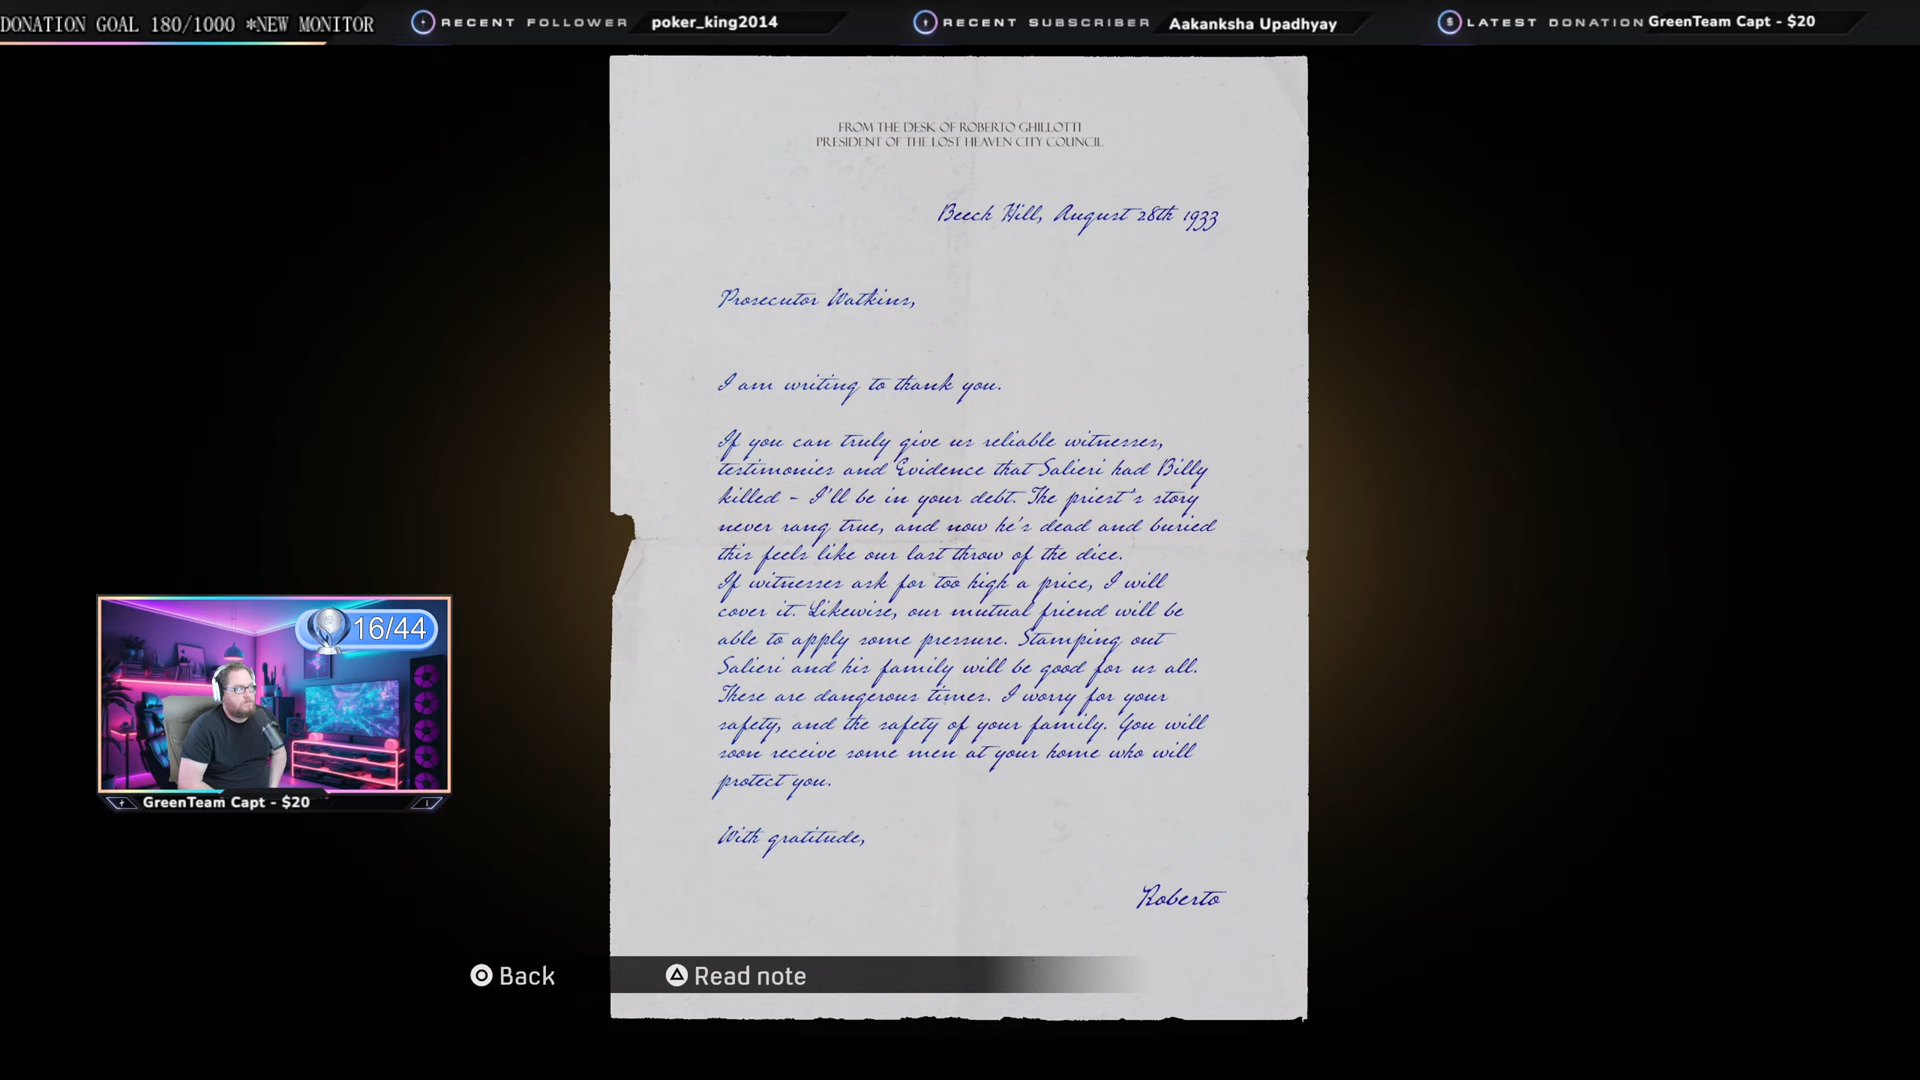 DONATION GOAL 180/1000 *NEW MONITOR
RECENT FOLLOWER poker_king2014
RECENT SUBSCRIBER Aakanksha Upadhyay
LATEST DONATION GreenTeam Capt - $20
FROM THE DESK OF ROBERTO GHILLOTTI
PRESIDENT OF THE LOST HEAVEN CITY COUNCIL
Beech Hill, August 28th 1933
Prosecutor Watkins,
I am writing to thank you.
If you can truly give us reliable witnesses,
testimonies and Evidence that Salieri had Billy
killed - I'll be in your debt. The priest's story
never rang true, and now he's dead and buried
this feels like our last throw of the dice.
If witnesses ask for too high a price, I will
cover it. Likewise, our mutual friend will be
able to apply some pressure. Stamping out
Salieri and his family will be good for us all.
These are dangerous times. I worry for your
safety, and the safety of your family. You will
soon receive some men at your home who will
protect you.
With gratitude,
Roberto
16/44
GreenTeam Capt - $20
Back
Read note